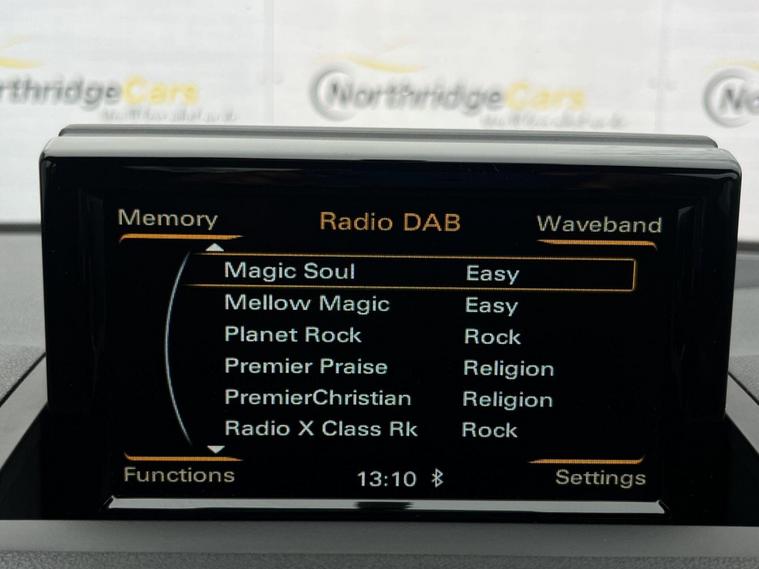 NorthridgeCars
NorthridgeCars
No
Memory
Radio DAB
Waveband
Magic Soul Easy
Mellow Magic Easy
Planet Rock Rock
Premier Praise Religion
PremierChristian Religion
Radio X Class Rk Rock
Functions
13:10
Settings